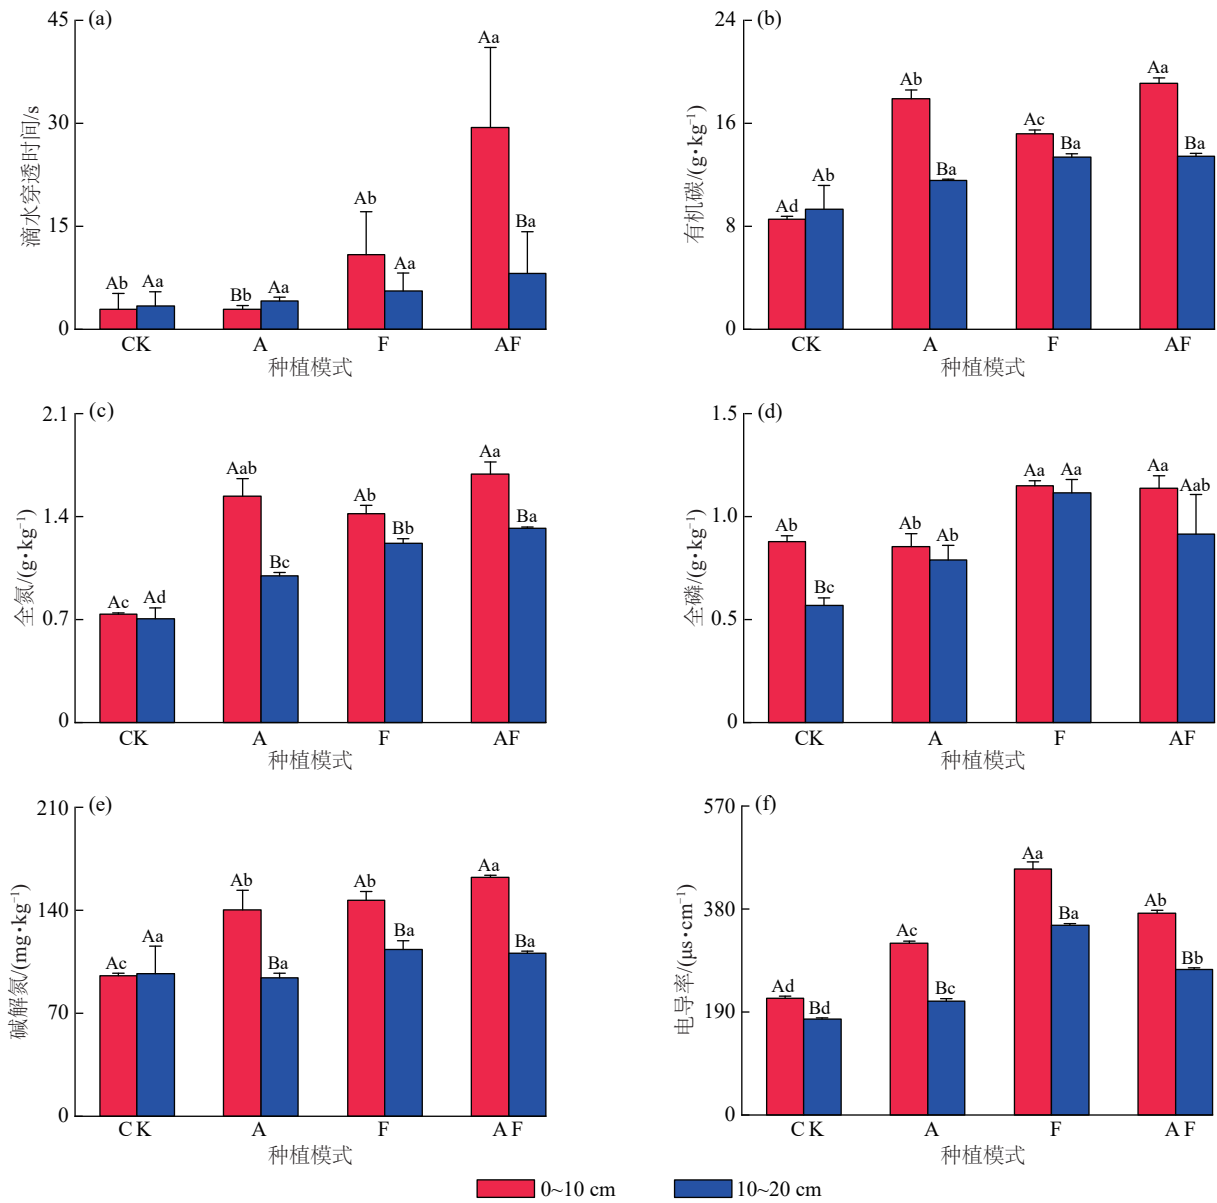 (a)
45
30
15
0
滴水穿透时间/s
Ab
Aa
Bb
Aa
Ab
Aa
Aa
Ba
CK
A
F
AF
种植模式
(b)
24
16
8
0
有机碳/(g•kg⁻¹)
Ad
Ab
Ab
Ba
Ac
Ba
Aa
Ba
CK
A
F
AF
种植模式
(c)
2.1
1.4
0.7
0
全氮/(g•kg⁻¹)
Ac
Ad
Aab
Bc
Ab
Bb
Aa
Ba
CK
A
F
AF
种植模式
(d)
1.5
1.0
0.5
0
全磷/(g•kg⁻¹)
Ab
Bc
Ab
Ab
Aa
Aa
Aa
Aab
CK
A
F
AF
种植模式
(e)
210
140
70
0
碱解氮/(mg•kg⁻¹)
Ac
Aa
Ab
Ba
Ab
Ba
Aa
Ba
CK
A
F
AF
种植模式
(f)
570
380
190
0
电导率/(μs•cm⁻¹)
Ad
Bd
Ac
Bc
Aa
Ba
Ab
Bb
CK
A
F
AF
种植模式
0~10 cm
10~20 cm